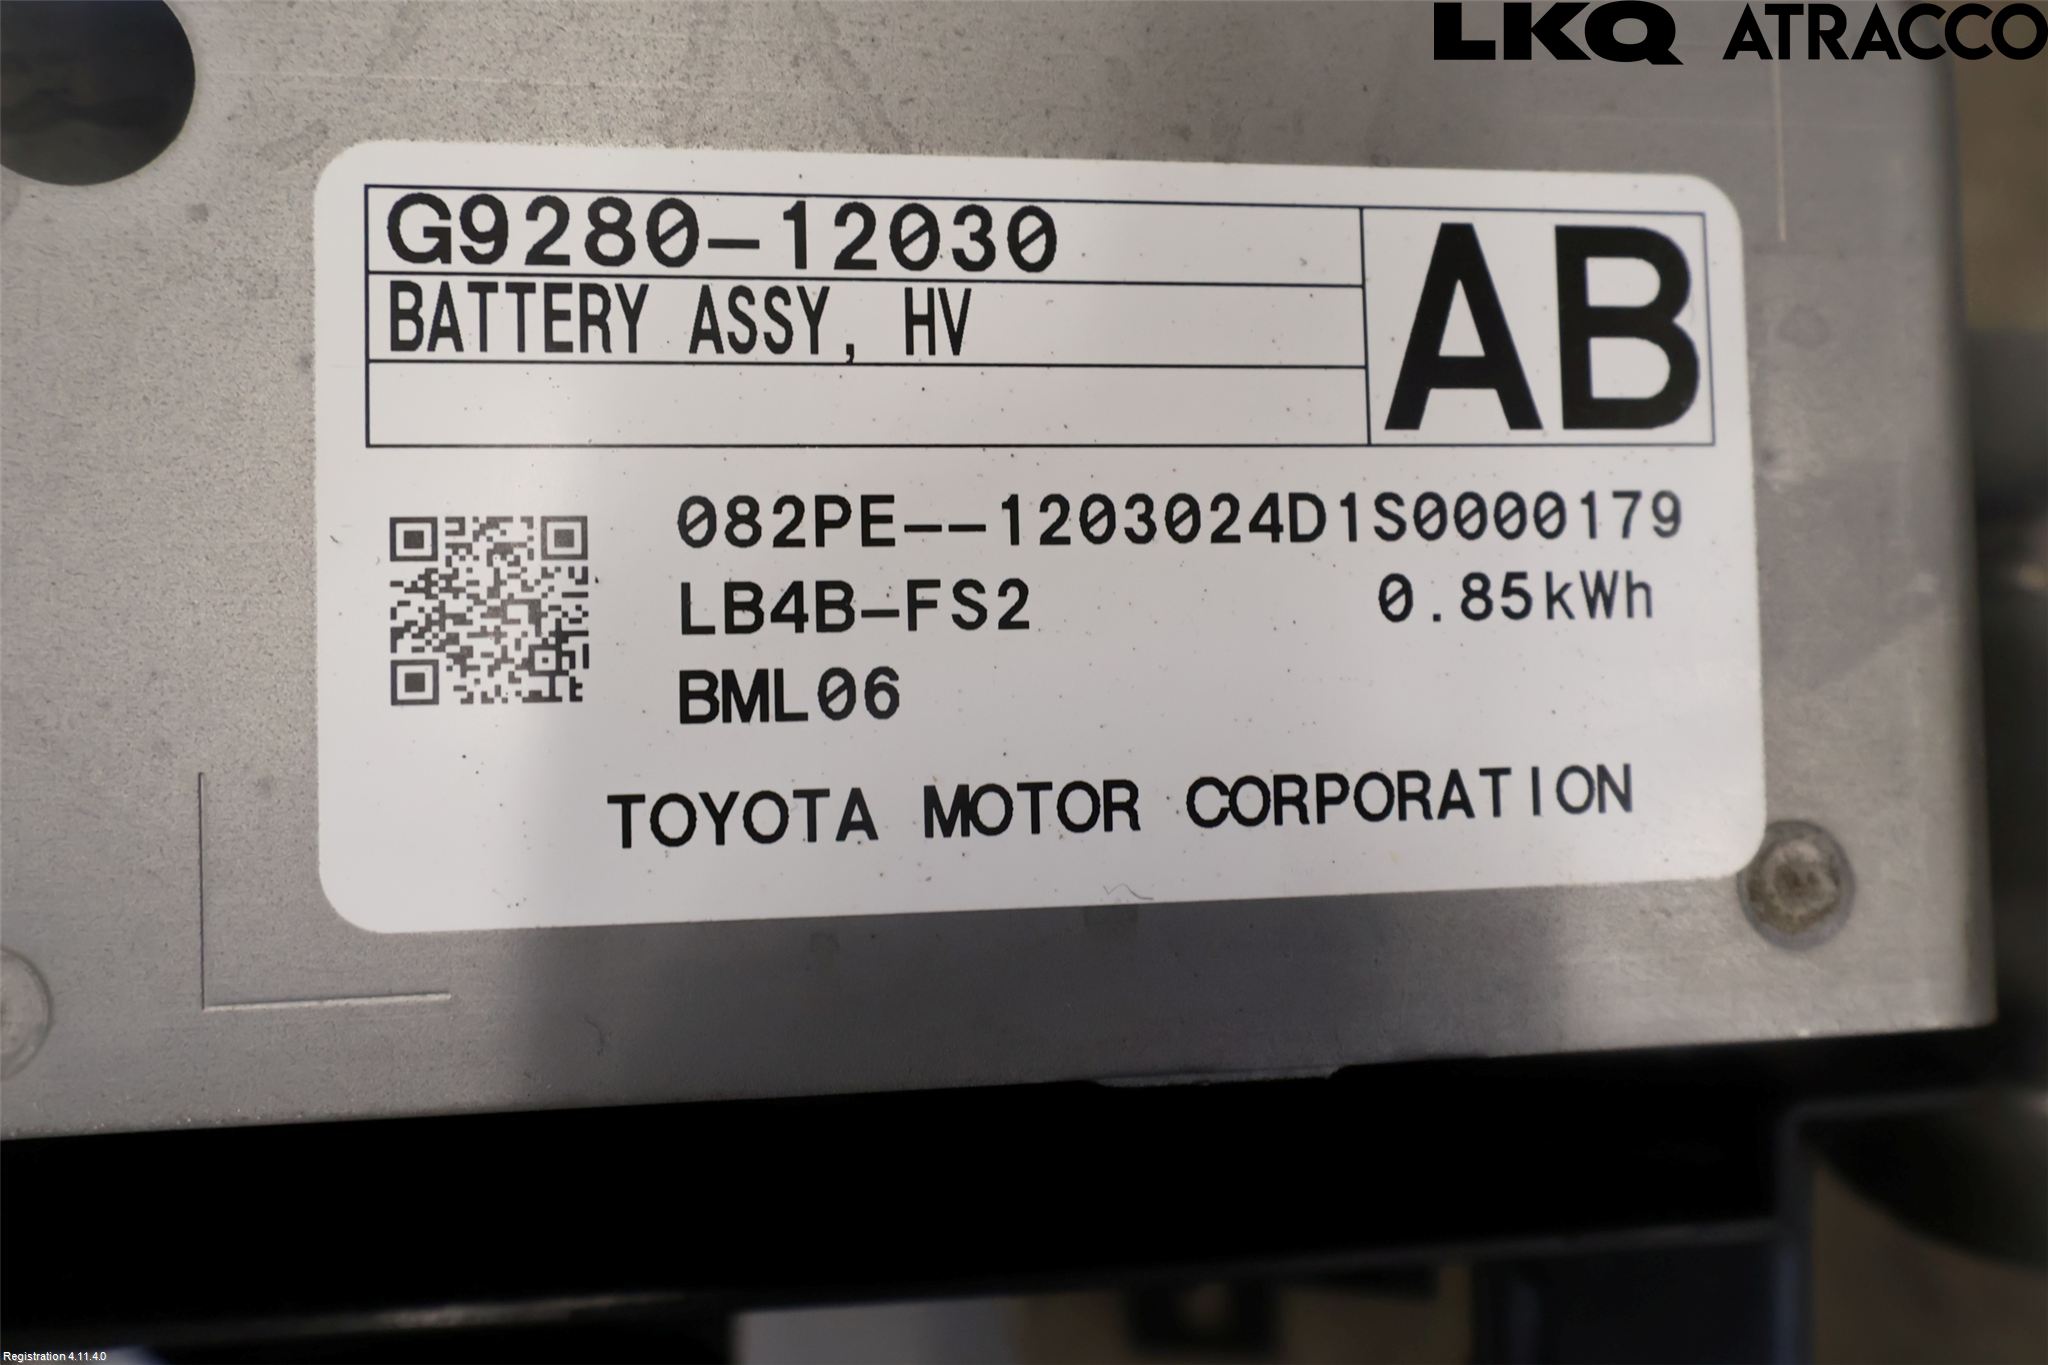 LKQ ATRACCO
G9280-12030
AB
BATTERY ASSY, HV
082PE--1203024D1S0000179
LB4B-FS2 0.85kWh
BML06
TOYOTA MOTOR CORPORATION
Registration 4.11.4.0